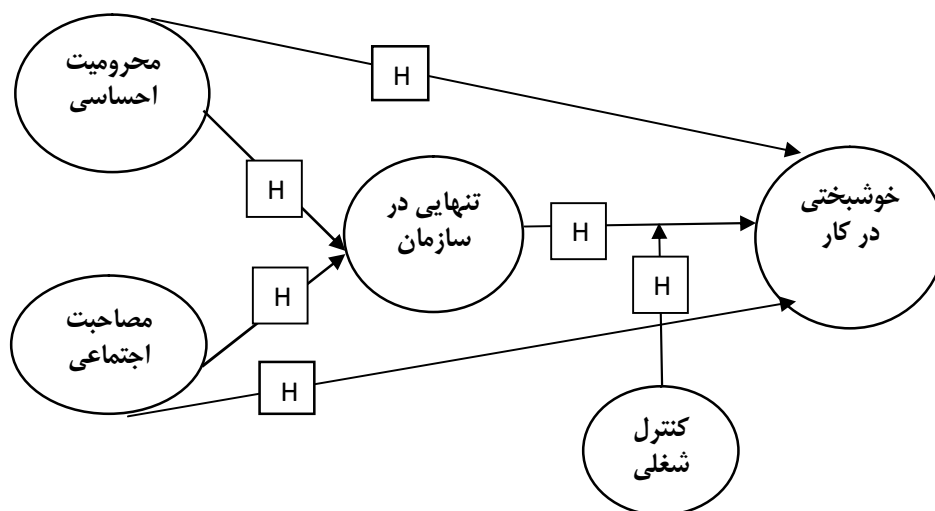 محرومیت
احساسی
H
H
تنهایی در
سازمان
H
خوشبختی
در کار
H
H
مصاحبت
اجتماعی
H
کنترل
شغلی